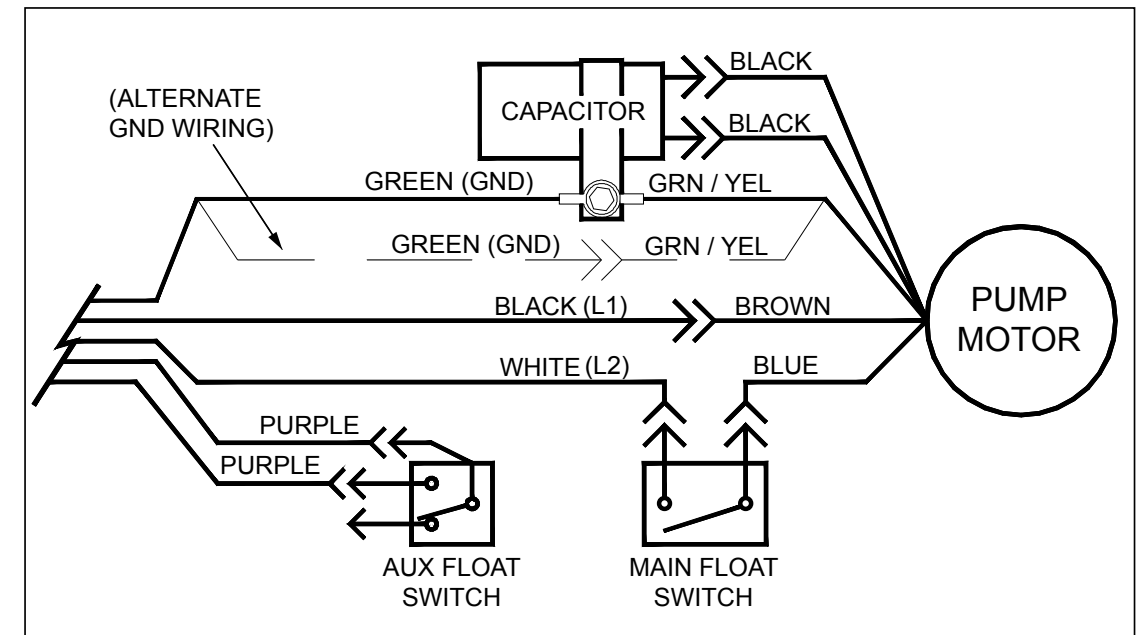 BLACK
(ALTERNATE
GND WIRING)
CAPACITOR
BLACK
GREEN (GND)
GRN / YEL
GREEN (GND)
GRN / YEL
BLACK (L1)
BROWN
PUMP
MOTOR
WHITE (L2)
BLUE
PURPLE
PURPLE
AUX FLOAT
SWITCH
MAIN FLOAT
SWITCH